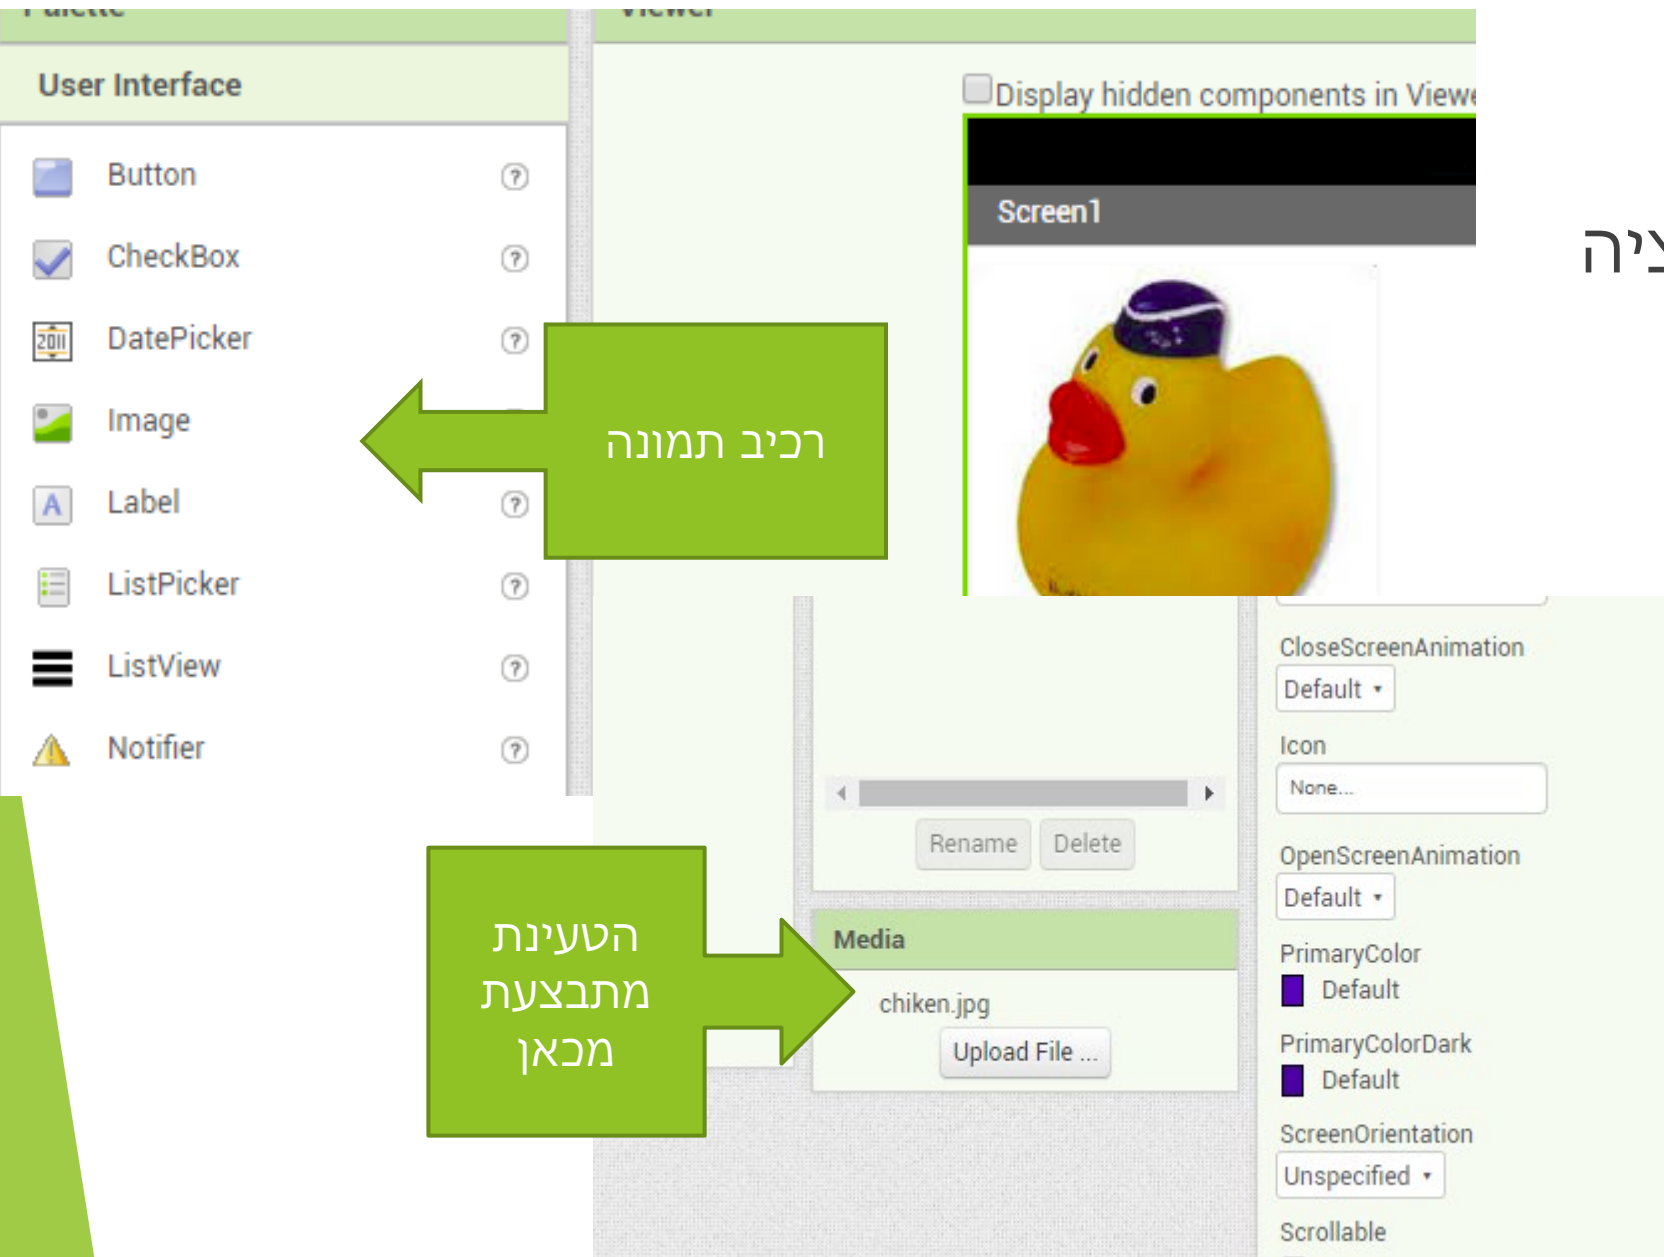 User Interface
Button
CheckBox
DatePicker
2011
Image
Label
A
ListPicker
ListView
Notifier
Display hidden components in
Screen1
רכיב תמונה
CloseScreenAnimation
Default
Icon
None...
Rename Delete
OpenScreenAnimation
Default
הטעינת
מתבצעת
מכאן
Media
chiken.jpg
Upload File ...
PrimaryColor
Default
PrimaryColorDark
Default
ScreenOrientation
Unspecified
Scrollable